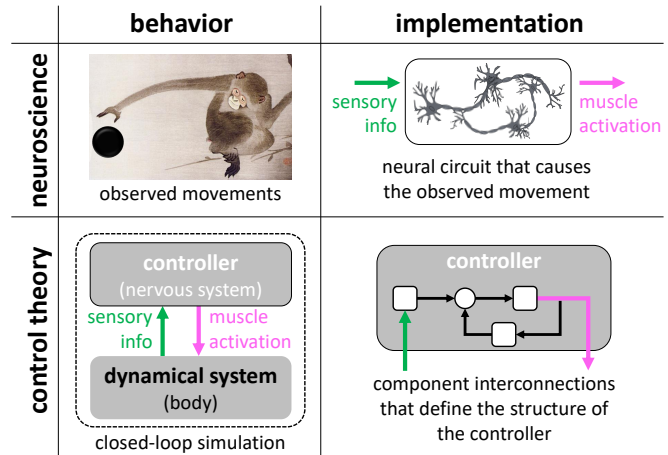 behavior
implementation
neuroscience
observed movements
sensory
info
muscle
activation
neural circuit that causes
the observed movement
control theory
controller
(nervous system)
sensory
info
muscle
activation
dynamical system
(body)
closed-loop simulation
controller
component interconnections
that define the structure of
the controller